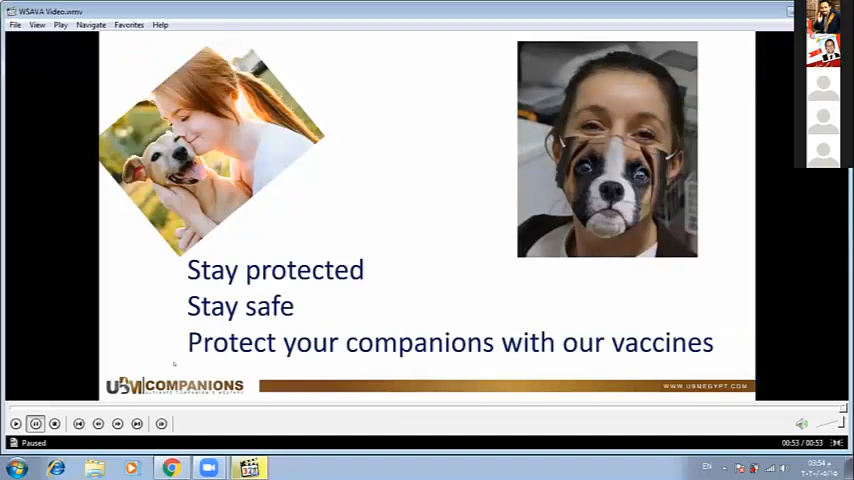 WSAVA Video.wmv
File View Play Navigate Favorites Help
Stay protected
Stay safe
Protect your companions with our vaccines
UBM COMPANIONS
WWW.UBMEGYPT.COM
Paused
00:53 / 00:53
EN
321